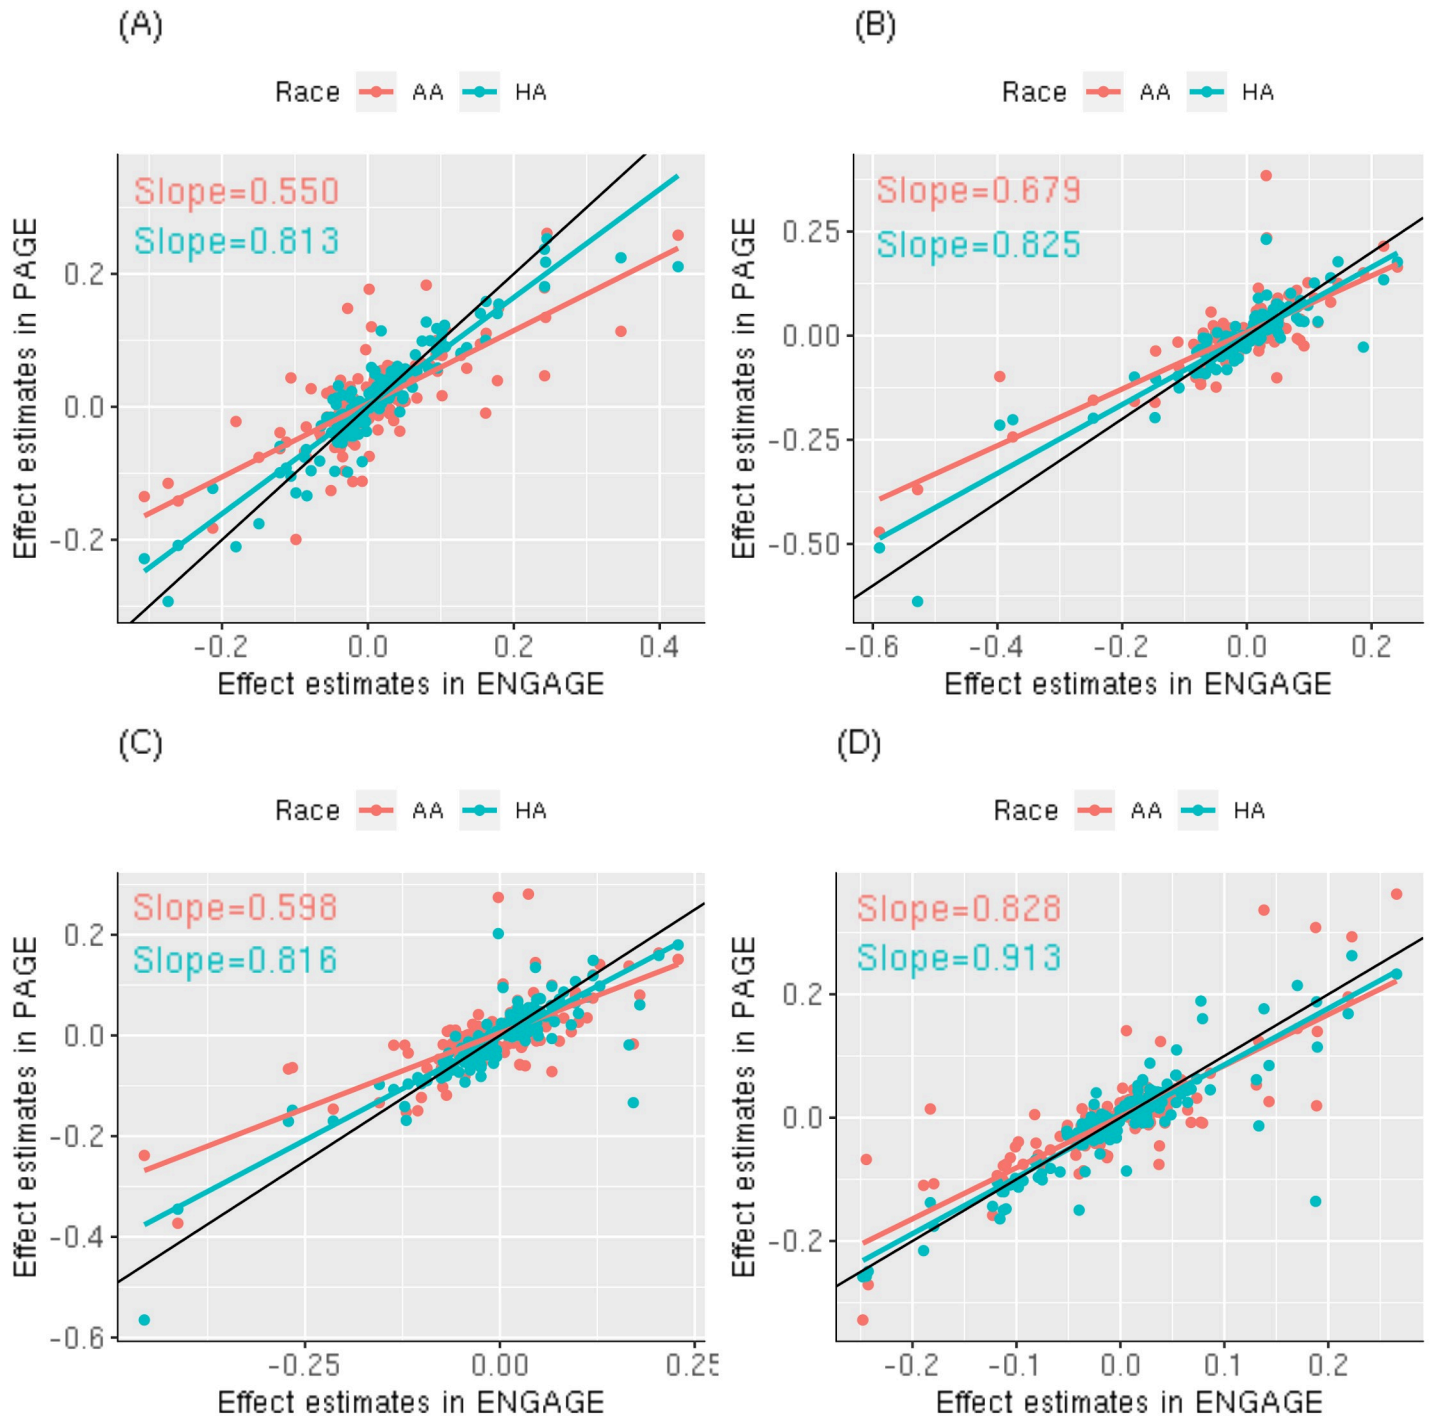 (A)
Race AA HA
Slope=0.550
Slope=0.813
Effect estimates in PAGE
0.2
0.0
-0.2
-0.2 0.0 0.2 0.4
Effect estimates in ENGAGE
(B)
Race AA HA
Slope=0.679
Slope=0.825
Effect estimates in PAGE
0.25
0.00
-0.25
-0.50
-0.6 -0.4 -0.2 0.0 0.2
Effect estimates in ENGAGE
(C)
Race AA HA
Slope=0.598
Slope=0.816
Effect estimates in PAGE
0.2
0.0
-0.2
-0.4
-0.6
-0.25 0.00 0.25
Effect estimates in ENGAGE
(D)
Race AA HA
Slope=0.828
Slope=0.913
Effect estimates in PAGE
0.2
0.0
-0.2
-0.2 -0.1 0.0 0.1 0.2
Effect estimates in ENGAGE